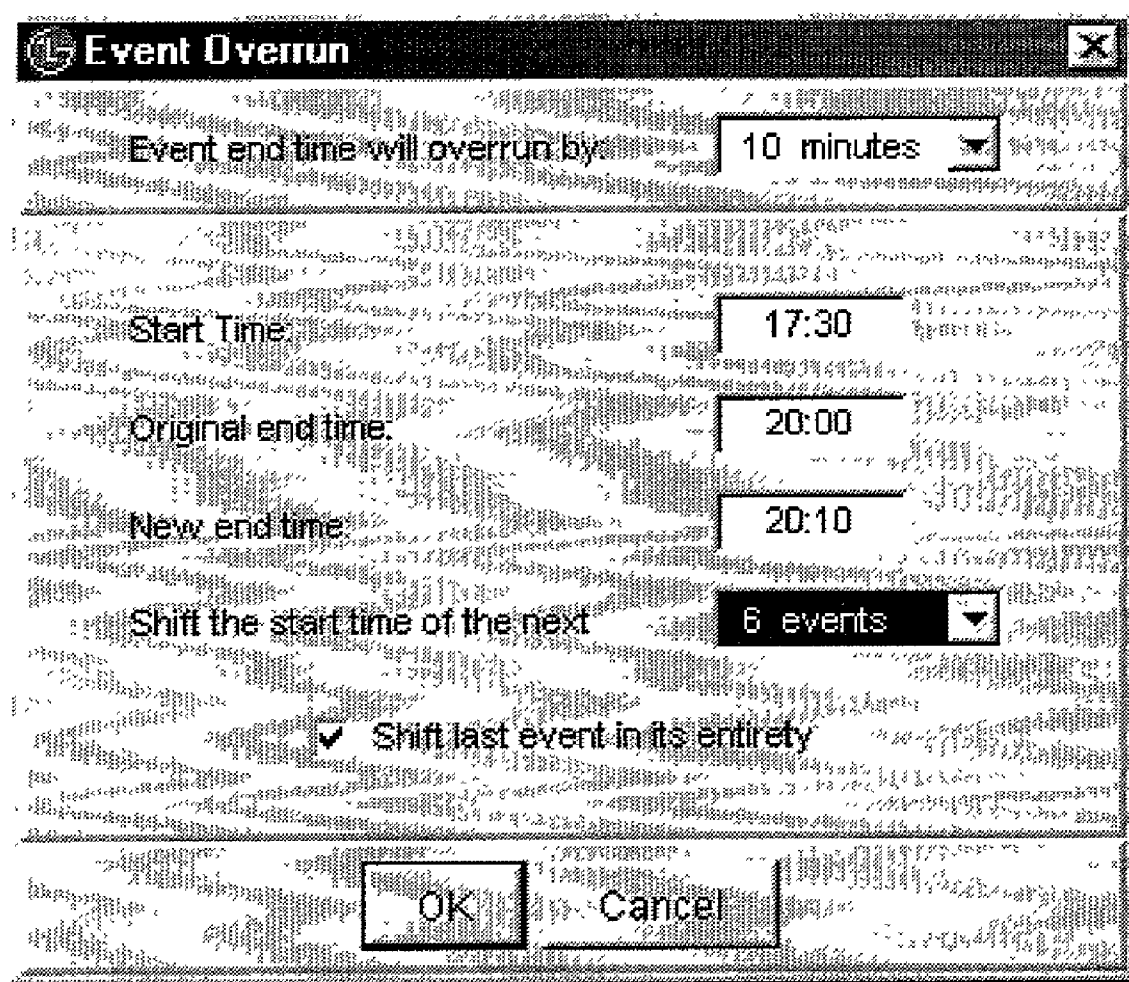 Event Overrun
Event end time will overrun by: 10 minutes
Start Time: 17:30
Original end time: 20:00
New end time: 20:10
Shift the start time of the next 6 events
Shift last event in its entirety
OK Cancel